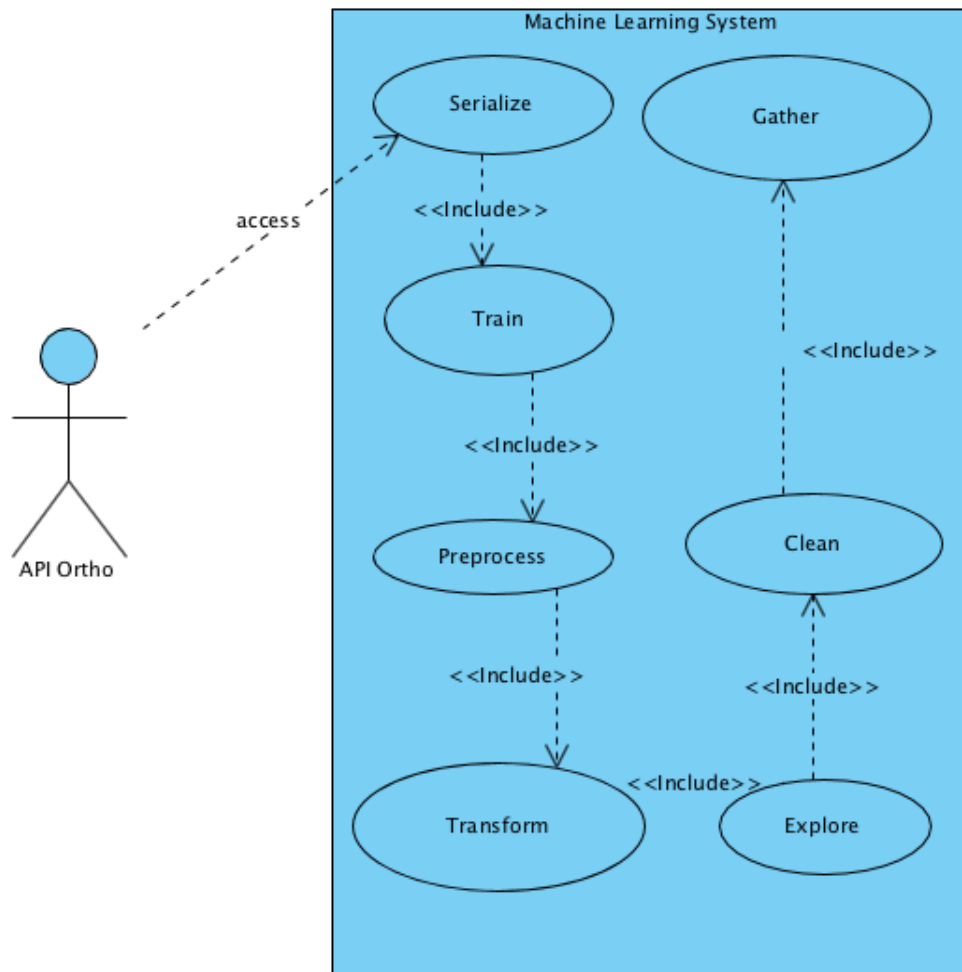 Machine Learning System
Serialize
Gather
<<Include>>
access
Train
<<Include>>
<<Include>>
Preprocess
Clean
<<Include>>
<<Include>>
<<Include>>
Transform
Explore
API Ortho